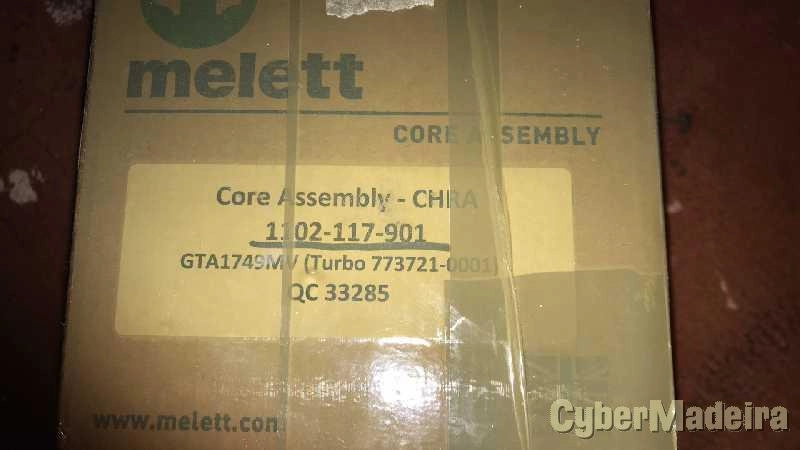 melett
CORE ASSEMBLY
Core Assembly - CHRA
1102-117-901
GTA1749MV (Turbo 773721-0001)
QC 33285
www.melett.com
CyberMadeira